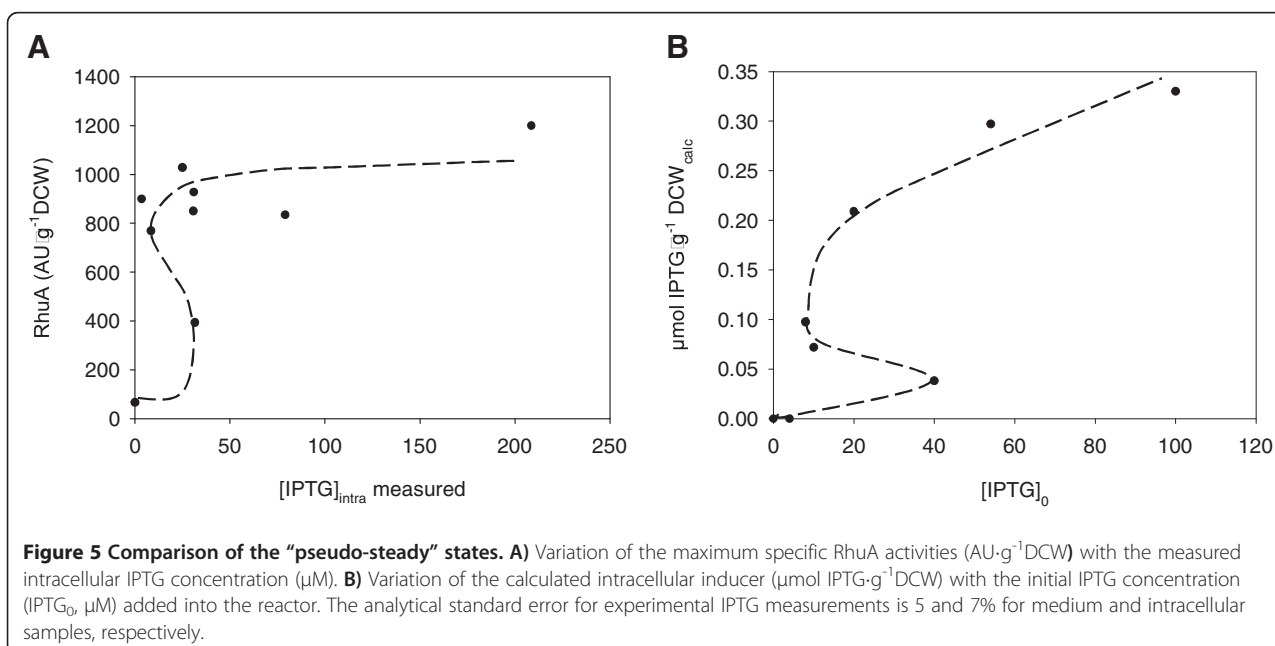 A
B
1400
1200
1000
800
600
400
200
0
RhuA (AU g-1DCW)
0 50 100 150 200 250
[IPTG]intra measured
0.35
0.30
0.25
0.20
0.15
0.10
0.05
0.00
µmol IPTG g-1 DCWcalc
0 20 40 60 80 100 120
[IPTG]0
Figure 5 Comparison of the “pseudo-steady” states. A) Variation of the maximum specific RhuA activities (AU·g-1DCW) with the measured
intracellular IPTG concentration (µM). B) Variation of the calculated intracellular inducer (µmol IPTG·g-1DCW) with the initial IPTG concentration
(IPTG0, µM) added into the reactor. The analytical standard error for experimental IPTG measurements is 5 and 7% for medium and intracellular
samples, respectively.